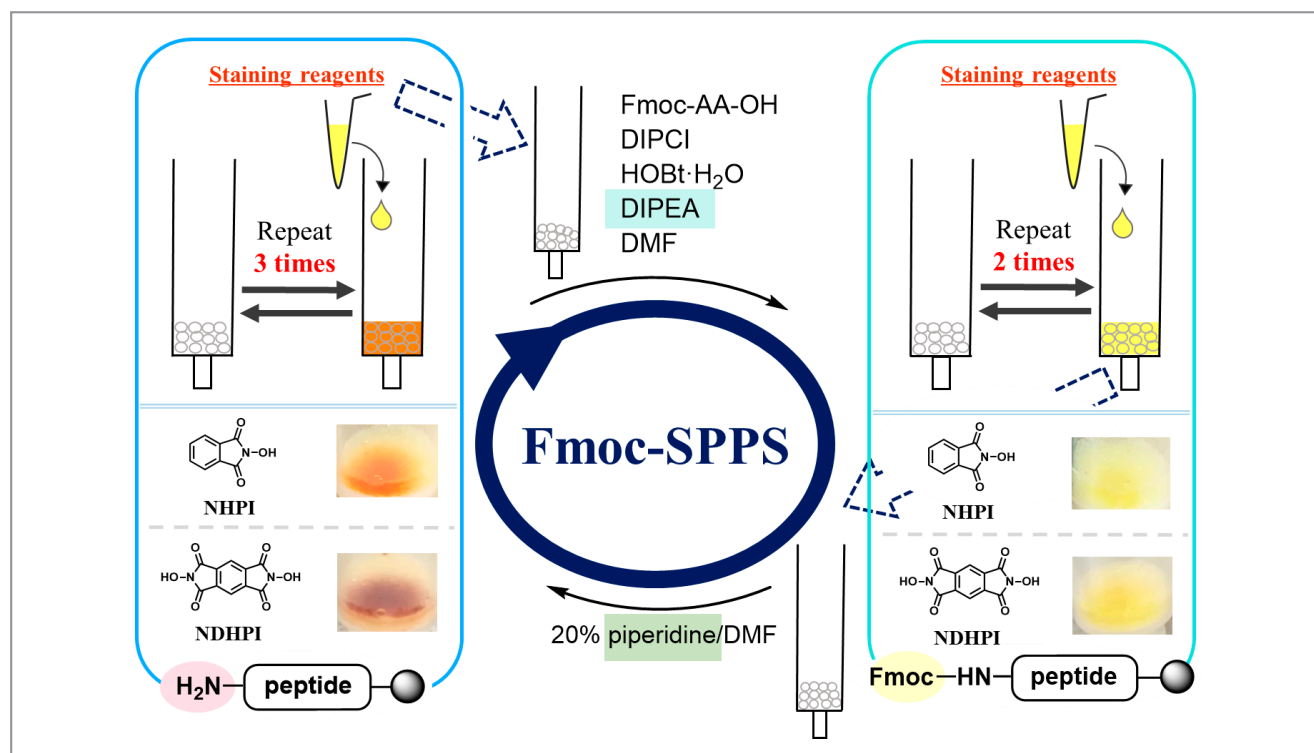 Staining reagents
Repeat
3 times
O
N-OH
O
NHPI
O O
HO-N N-OH
O O
NDHPI
H₂N
peptide
Fmoc-AA-OH
DIPCI
HOBt·H₂O
DIPEA
DMF
Fmoc-SPPS
20% piperidine/DMF
Staining reagents
Repeat
2 times
O
N-OH
O
NHPI
O O
HO-N N-OH
O O
NDHPI
Fmoc-HN
peptide